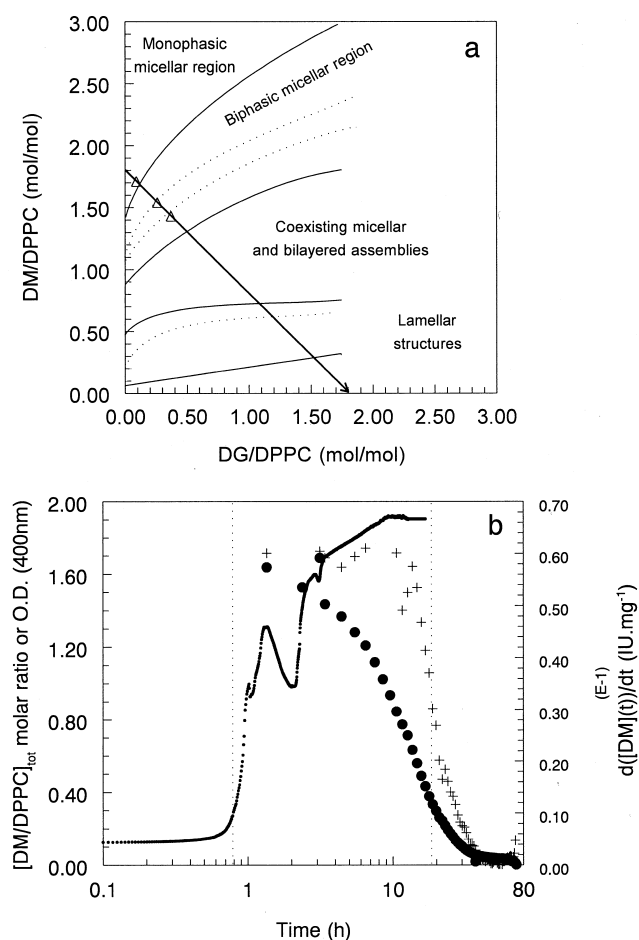 3.00
2.50
2.00
1.50
1.00
0.50
0.00
DM/DPPC (mol/mol)
a
Monophasic
micellar region
Biphasic micellar region
Coexisting micellar
and bilayered assemblies
Lamellar
structures
0.00 0.50 1.00 1.50 2.00 2.50 3.00
DG/DPPC (mol/mol)
2.00
1.60
1.20
0.80
0.40
0.00
[DM/DPPC]tot molar ratio or O.D. (400nm)
b
0.70
0.60
0.50
0.40
0.30
0.20
0.10
0.00
(E-1)
d([DM](t))/dt (IU.mg-1)
0.1 1 10 80
Time (h)